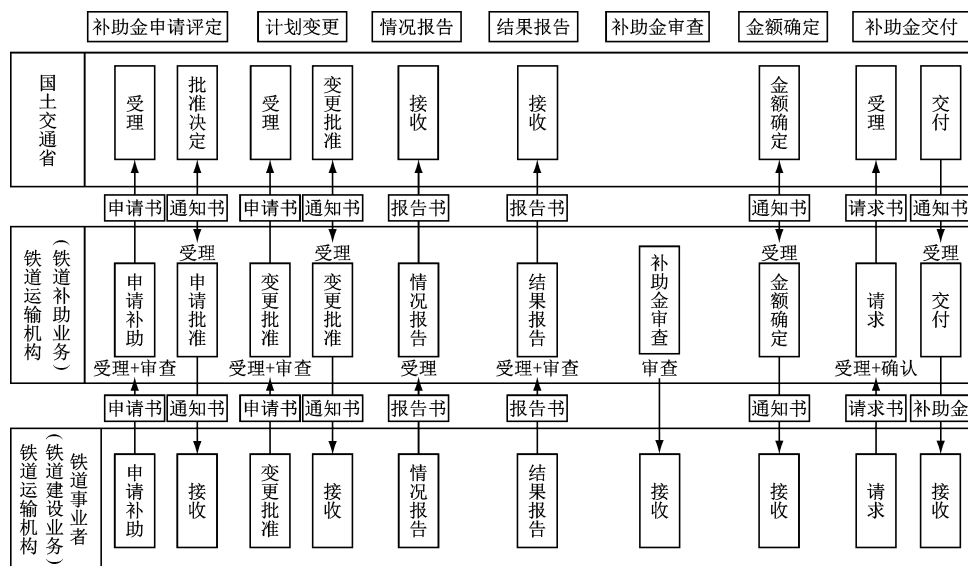 补助金申请评定 计划变更 情况报告 结果报告 补助金审查 金额确定 补助金交付
国土交通省
受理 批准决定 受理 变更批准 接收 接收 金额确定 受理 交付
申请书 通知书 申请书 通知书 报告书 报告书 通知书 请求书 通知书
铁道运输机构
(铁道补助业务)
受理 受理 受理 受理
申请补助 申请批准 变更批准 变更批准 情况报告 结果报告 补助金审查 金额确定 请求 交付
受理+审查 受理+审查 受理 受理+审查 审查 受理+确认
申请书 通知书 申请书 通知书 报告书 报告书 通知书 请求书 补助金
铁道运输机构
(铁道建设业务)
铁道事业者
申请补助 接收 变更批准 接收 情况报告 结果报告 接收 接收 请求 接收